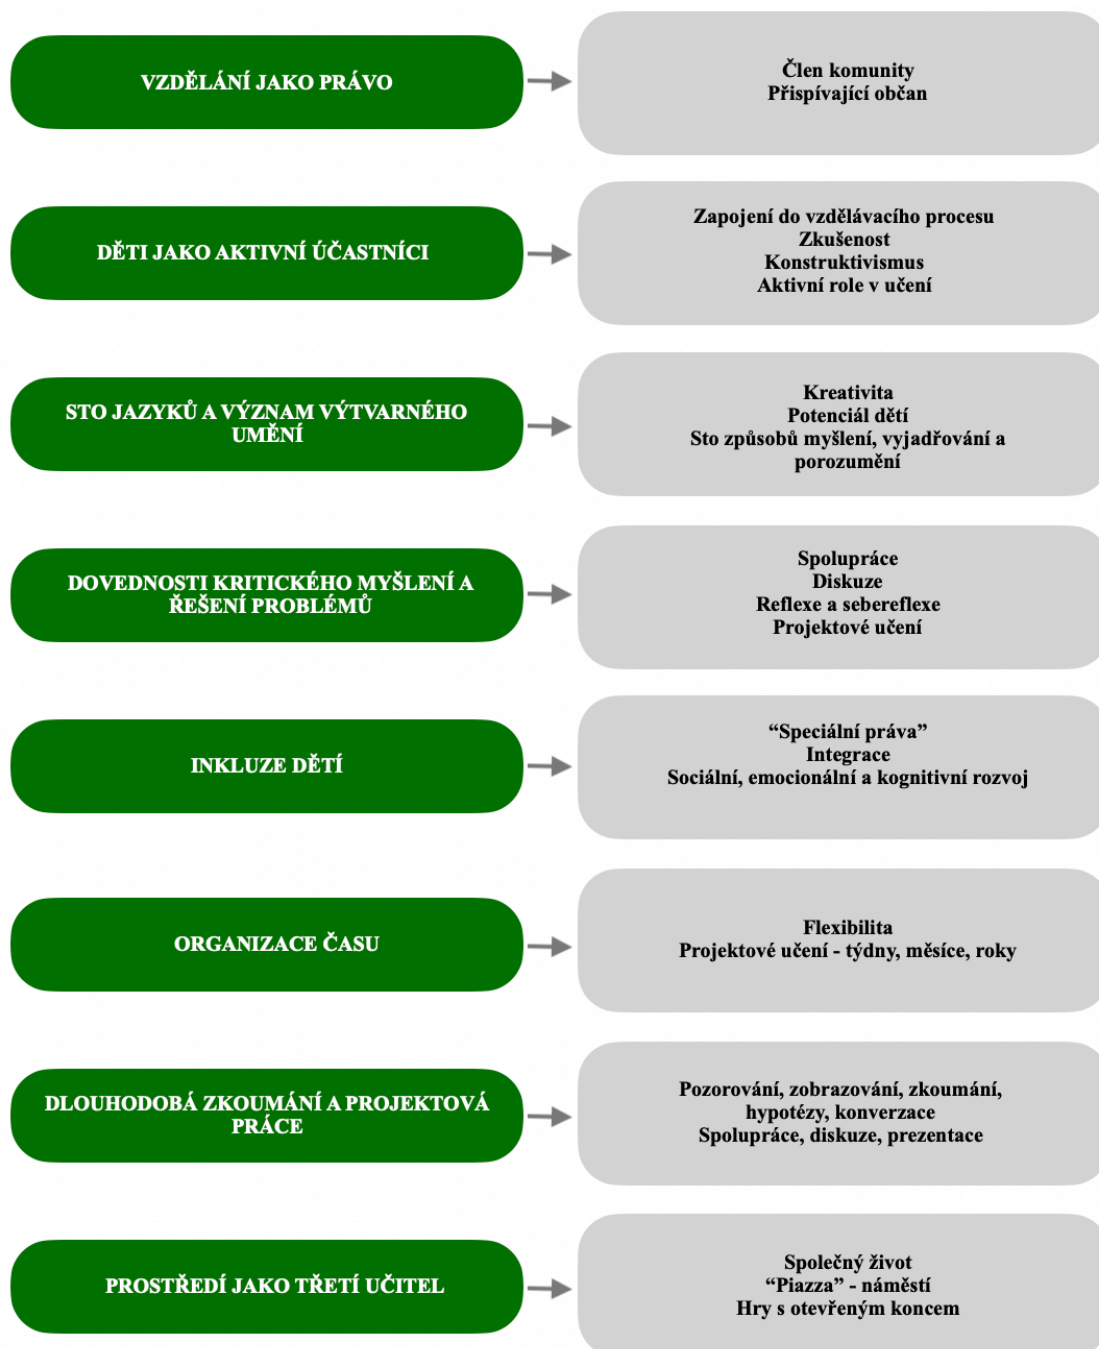 VZDĚLÁNÍ JAKO PRÁVO
Člen komunity
Přispívající občan
DĚTI JAKO AKTIVNÍ ÚČASTNÍCI
Zapojení do vzdělávacího procesu
Zkušenost
Konstruktivismus
Aktivní role v učení
STO JAZYKŮ A VÝZNAM VÝTVARNÉHO
UMĚNÍ
Kreativita
Potenciál dětí
Sto způsobů myšlení, vyjadřování a
porozumění
DOVEDNOSTI KRITICKÉHO MYŠLENÍ A
ŘEŠENÍ PROBLÉMŮ
Spolupráce
Diskuze
Reflexe a sebereflexe
Projektové učení
INKLUZE DĚTÍ
“Speciální práva”
Integrace
Sociální, emocionální a kognitivní rozvoj
ORGANIZACE ČASU
Flexibilita
Projektové učení - týdny, měsíce, roky
DLOUHODOBÁ ZKOUMÁNÍ A PROJEKTOVÁ
PRÁCE
Pozorování, zobrazování, zkoumání,
hypotézy, konverzace
Spolupráce, diskuze, prezentace
PROSTŘEDÍ JAKO TŘETÍ UČITEL
Společný život
“Piazza” - náměstí
Hry s otevřeným koncem